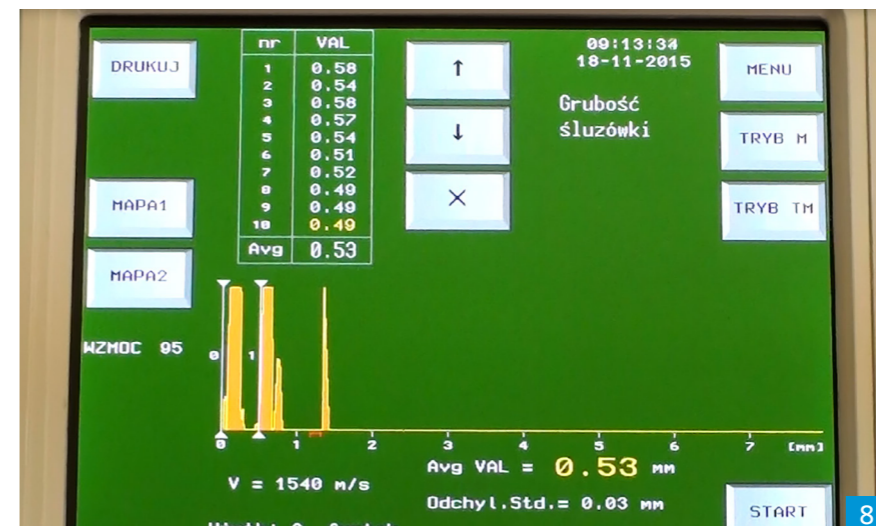 DRUKUJ
MAPA1
MAPA2
WZMOC 95
nr VAL
1 0.58
2 0.54
3 0.58
4 0.57
5 0.54
6 0.51
7 0.52
8 0.49
9 0.49
10 0.49
Avg 0.53
↑
↓
×
18-11-2015
Grubość
śluzówki
MENU
TRYB M
TRYB TM
0 1
0 1 2 3 4 5 6 7 [mm]
V = 1540 m/s
Avg VAL = 0.53 mm
Odchyl.Std.= 0.03 mm
START
8